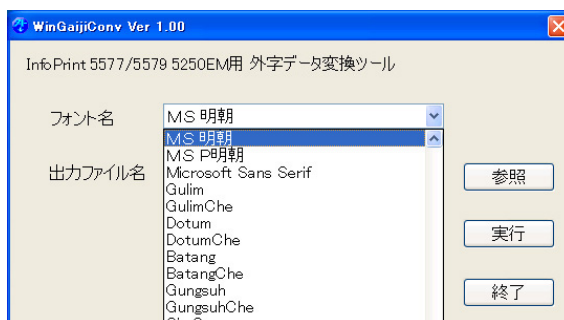 WinGaijiConv Ver 1.00
InfoPrint 5577/5579 5250EM用 外字データ変換ツール
フォント名
MS 明朝
MS 明朝
MS P明朝
出力ファイル名
Microsoft Sans Serif
参照
Gulim
GulimChe
Dotum
DotumChe
実行
Batang
BatangChe
Gungsuh
終了
GungsuhChe